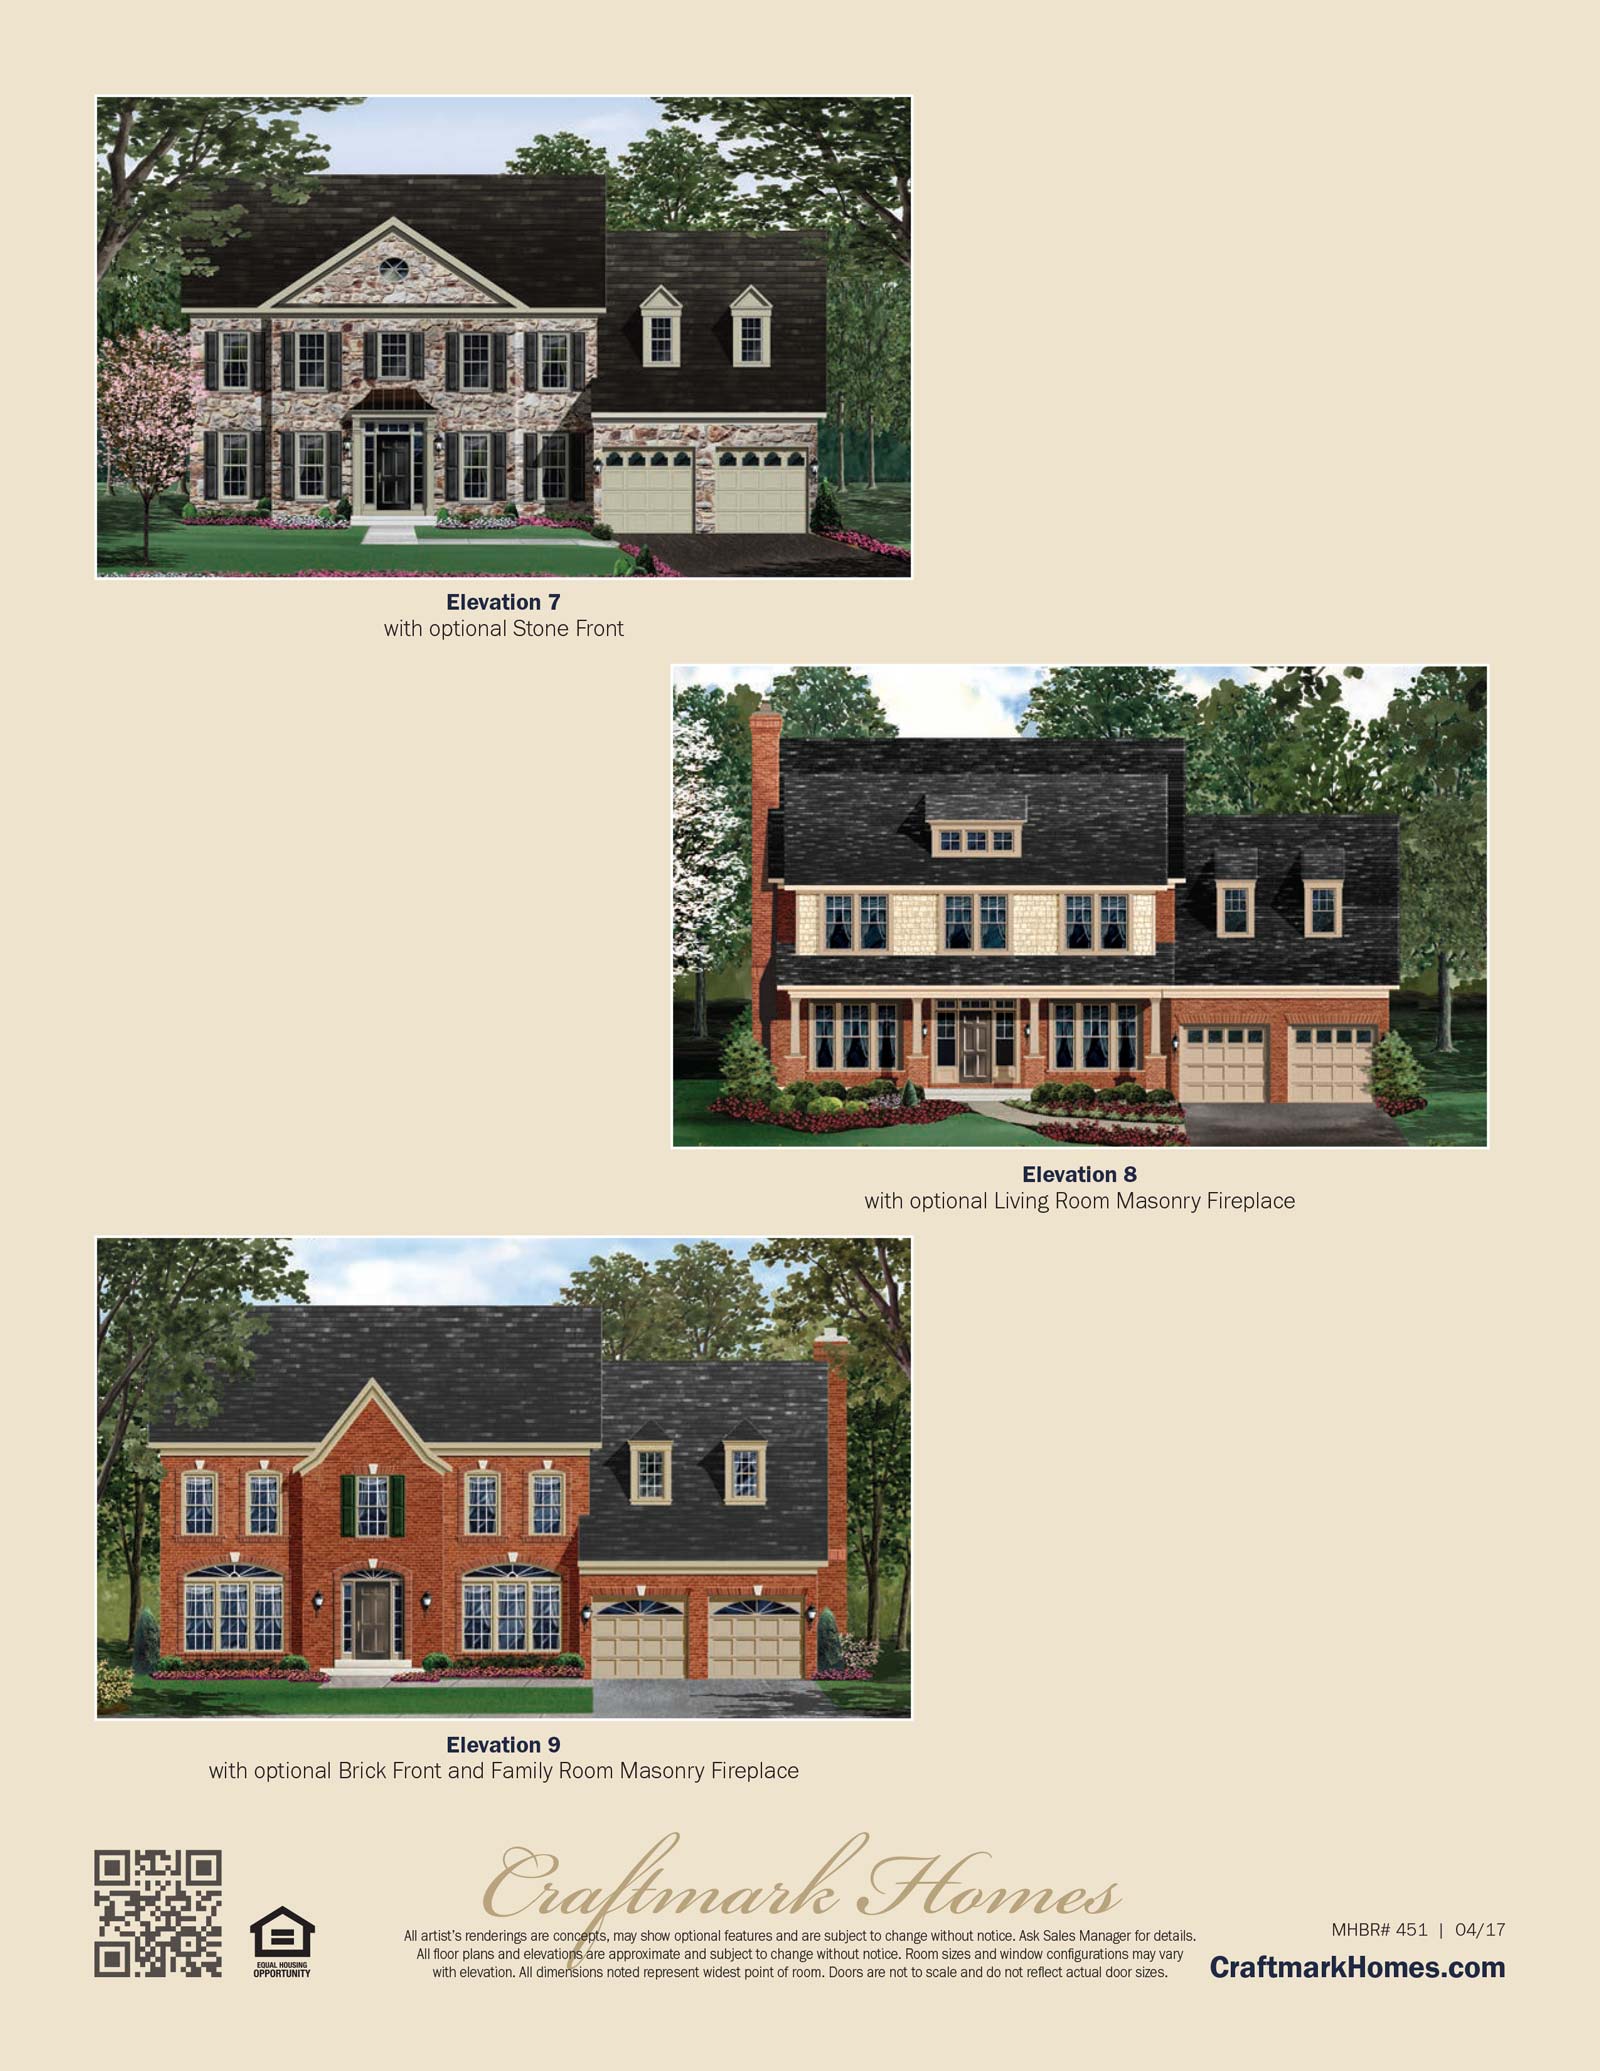 Elevation 7
with optional Stone Front
Elevation 8
with optional Living Room Masonry Fireplace
Elevation 9
with optional Brick Front and Family Room Masonry Fireplace
EQUAL HOUSING
OPPORTUNITY
Craftmark Homes
All artist's renderings are concepts, may show optional features and are subject to change without notice. Ask Sales Manager for details.
All floor plans and elevations are approximate and subject to change without notice. Room sizes and window configurations may vary
with elevation. All dimensions noted represent widest point of room. Doors are not to scale and do not reflect actual door sizes.
MHBR# 451 | 04/17
CraftmarkHomes.com